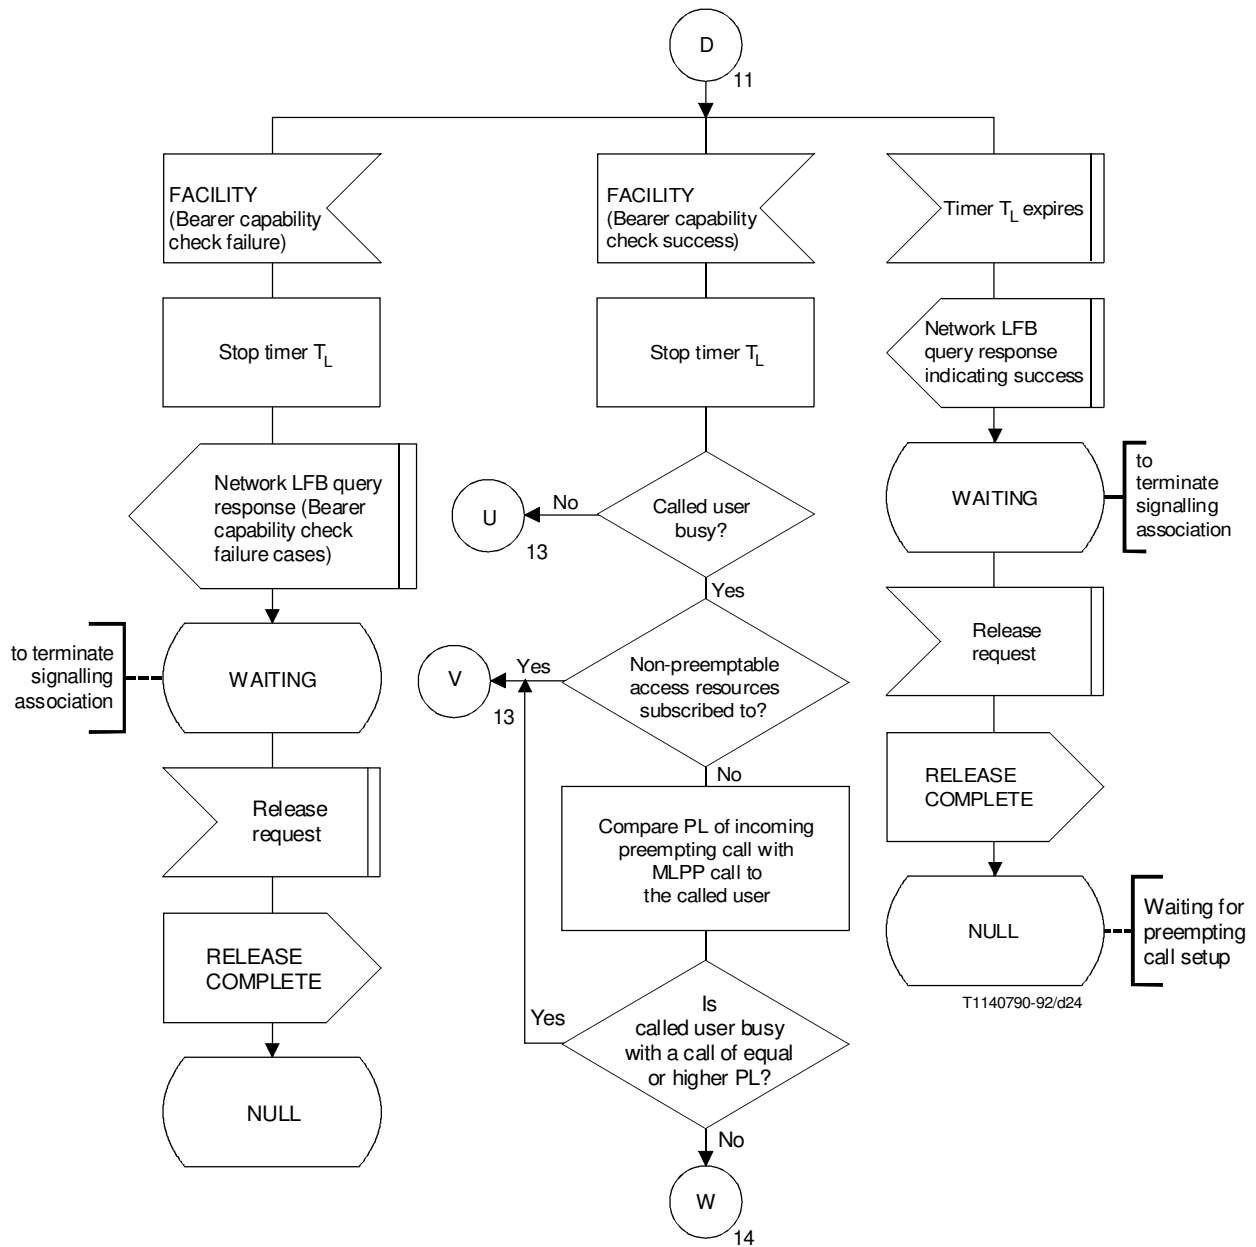 D
11
FACILITY
(Bearer capability
check failure)
FACILITY
(Bearer capability
check success)
Timer TL expires
Stop timer TL
Stop timer TL
Network LFB
query response
indicating success
Network LFB query
response (Bearer
capability check
failure cases)
U
13
No
Called user
busy?
Yes
WAITING
to
terminate
signalling
association
to terminate
signalling
association
WAITING
V
13
Yes
Non-preemptable
access resources
subscribed to?
No
Release
request
Release
request
Compare PL of incoming
preempting call with
MLPP call to
the called user
RELEASE
COMPLETE
RELEASE
COMPLETE
NULL
Waiting for
preempting
call setup
T1140790-92/d24
Yes
Is
called user busy
with a call of equal
or higher PL?
No
NULL
W
14